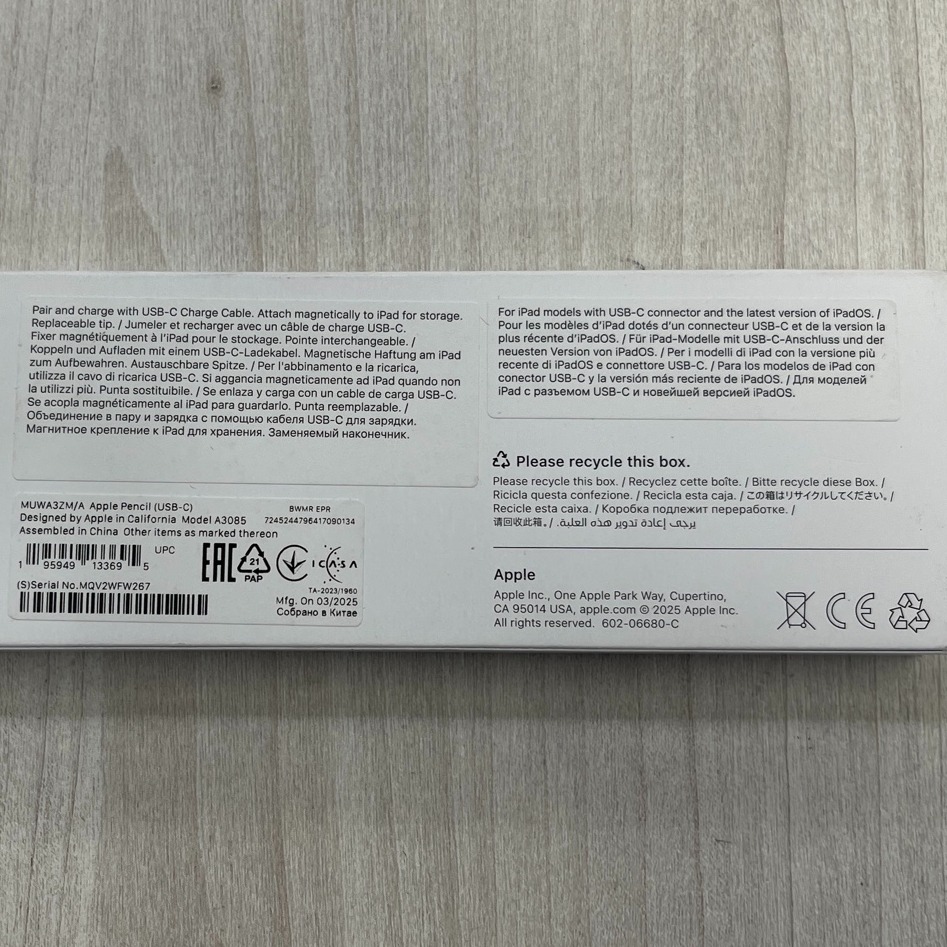 Pair and charge with USB-C Charge Cable. Attach magnetically to iPad for storage.
Replaceable tip. / Jumeler et recharger avec un câble de charge USB-C.
Fixer magnétiquement à l’iPad pour le stockage. Pointe interchangeable. /
Koppeln und Aufladen mit einem USB-C-Ladekabel. Magnetische Haftung am iPad
zum Aufbewahren. Austauschbare Spitze. / Per l'abbinamento e la ricarica,
utilizza il cavo di ricarica USB-C. Si aggancia magneticamente ad iPad quando non
la utilizzi più. Punta sostituibile. / Se enlaza y carga con un cable de carga USB-C.
Se acopla magnéticamente al iPad para guardarlo. Punta reemplazable. /
Объединение в пару и зарядка с помощью кабеля USB-C для зарядки.
Магнитное крепление к iPad для хранения. Заменяемый наконечник.
For iPad models with USB-C connector and the latest version of iPadOS. /
Pour les modèles d’iPad dotés d’un connecteur USB-C et de la version la
plus récente d’iPadOS. / Für iPad-Modelle mit USB-C-Anschluss und der
neuesten Version von iPadOS. / Per i modelli di iPad con la versione più
recente di iPadOS e connettore USB-C. / Para los modelos de iPad con
conector USB-C y la versión más reciente de iPadOS. / Для моделей
iPad с разъемом USB-C и новейшей версией iPadOS.
MUWA3ZM/A Apple Pencil (USB-C)
BWMR EPR
Designed by Apple in California Model A3085
7245244796417090134
Assembled in China Other items as marked thereon
UPC
1 95949 13369 5
EAC
21
PAP
ICASA
TA-2023/1960
(S)Serial No.MQV2WFW267
Mfg. On 03/2025
Собрано в Китае
Please recycle this box.
Please recycle this box. / Recyclez cette boîte. / Bitte recycle diese Box. /
Ricicla questa confezione. / Recicla esta caja. / この箱はリサイクルしてください。/
Recicle esta caixa. / Коробка подлежит переработке. /
请回收此箱。/ يرجى إعادة تدوير هذه العلبة.
Apple
Apple Inc., One Apple Park Way, Cupertino,
CA 95014 USA, apple.com © 2025 Apple Inc.
All rights reserved. 602-06680-C
CE